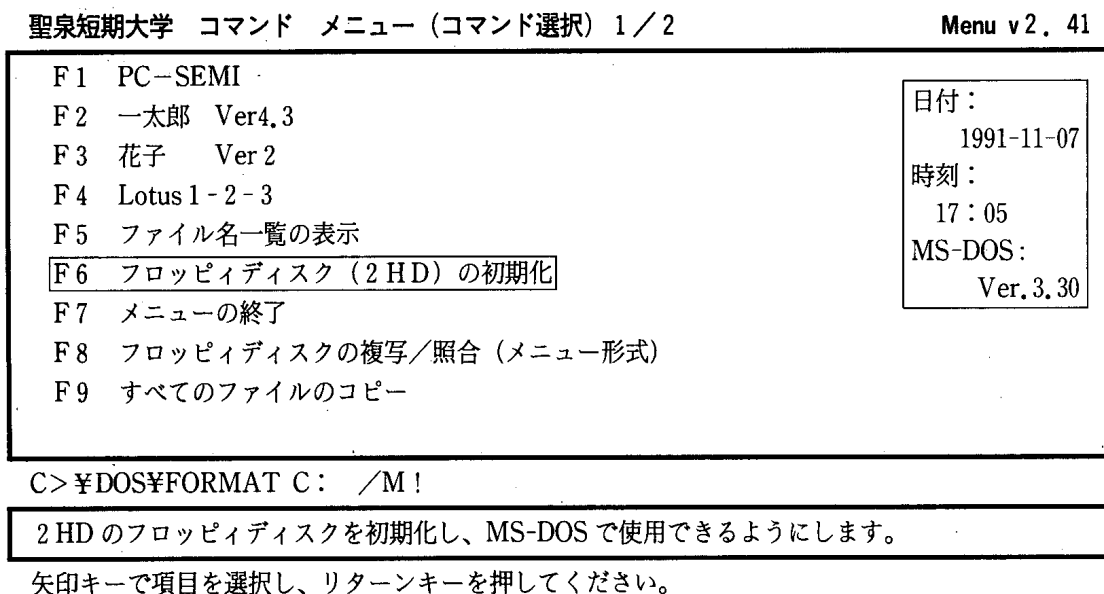 聖泉短期大学 コマンド メニュー（コマンド選択）1／2 Menu v2．41
F1 PC－SEMI
F2 一太郎 Ver4.3
F3 花子 Ver 2
F4 Lotus 1‐2‐3
F5 ファイル名一覧の表示
F6 フロッピィディスク（2HD）の初期化
F7 メニューの終了
F8 フロッピィディスクの複写／照合（メニュー形式）
F9 すべてのファイルのコピー
日付：
1991-11-07
時刻：
17：05
MS-DOS：
Ver.3.30
C>￥DOS￥FORMAT C： ／M！
2HDのフロッピィディスクを初期化し、MS-DOSで使用できるようにします。
矢印キーで項目を選択し、リターンキーを押してください。